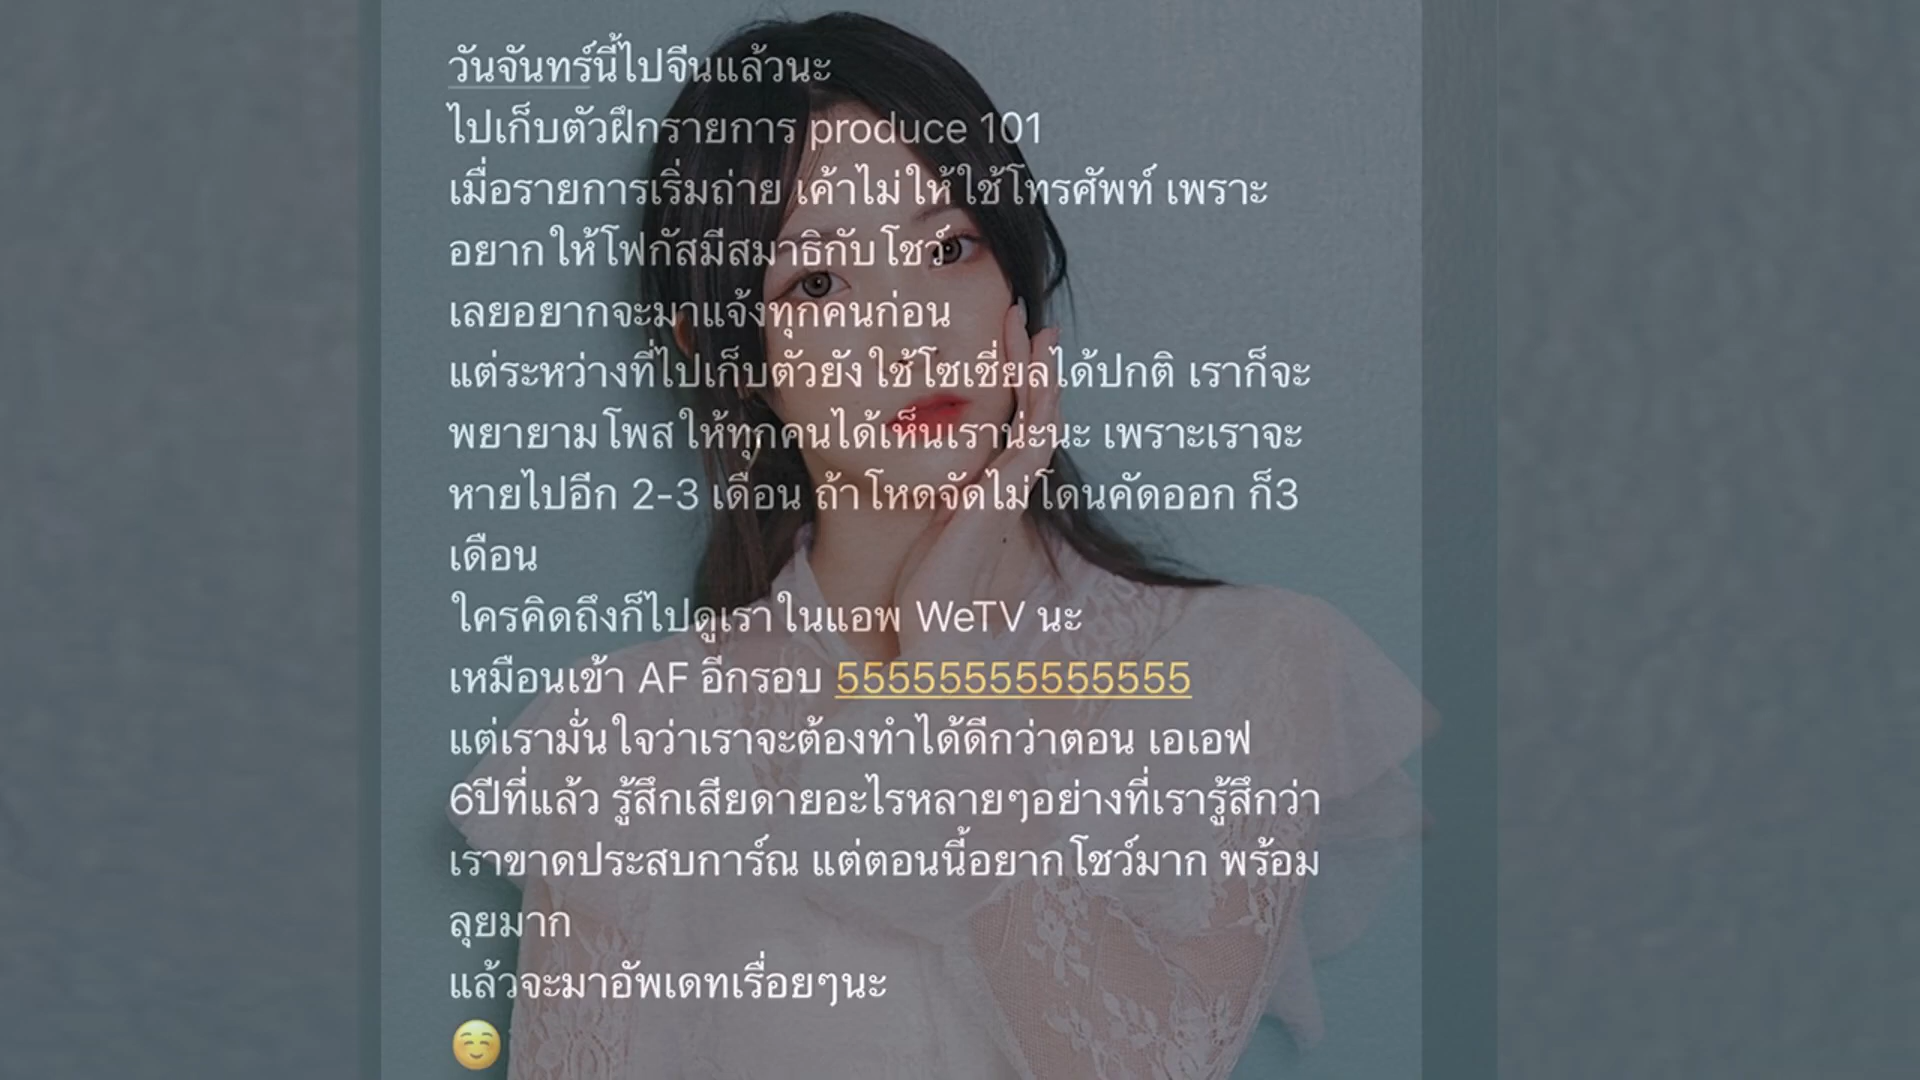 วันจันทร์นี้ไปจีนแล้วนะ
ไปเก็บตัวฝึกรายการ produce 101
เมื่อรายการเริ่มถ่าย เค้าไม่ให้ใช้โทรศัพท์ เพราะ
อยากให้โฟกัสมีสมาธิกับโชว์
เลยอยากจะมาแจ้งทุกคนก่อน
แต่ระหว่างที่ไปเก็บตัวยังใช้โซเชี่ยลได้ปกติ เราก็จะ
พยายามโพสให้ทุกคนได้เห็นเราน่ะนะ เพราะเราจะ
หายไปอีก 2-3 เดือน ถ้าโหดจัดไม่โดนคัดออก ก็3
เดือน
ใครคิดถึงก็ไปดูเราในแอพ WeTV นะ
เหมือนเข้า AF อีกรอบ 55555555555555
แต่เรามั่นใจว่าเราจะต้องทำได้ดีกว่าตอน เอเอฟ
6ปีที่แล้ว รู้สึกเสียดายอะไรหลายๆอย่างที่เรารู้สึกว่า
เราขาดประสบการ์ณ แต่ตอนนี้อยากโชว์มาก พร้อม
ลุยมาก
แล้วจะมาอัพเดทเรื่อยๆนะ
☺️